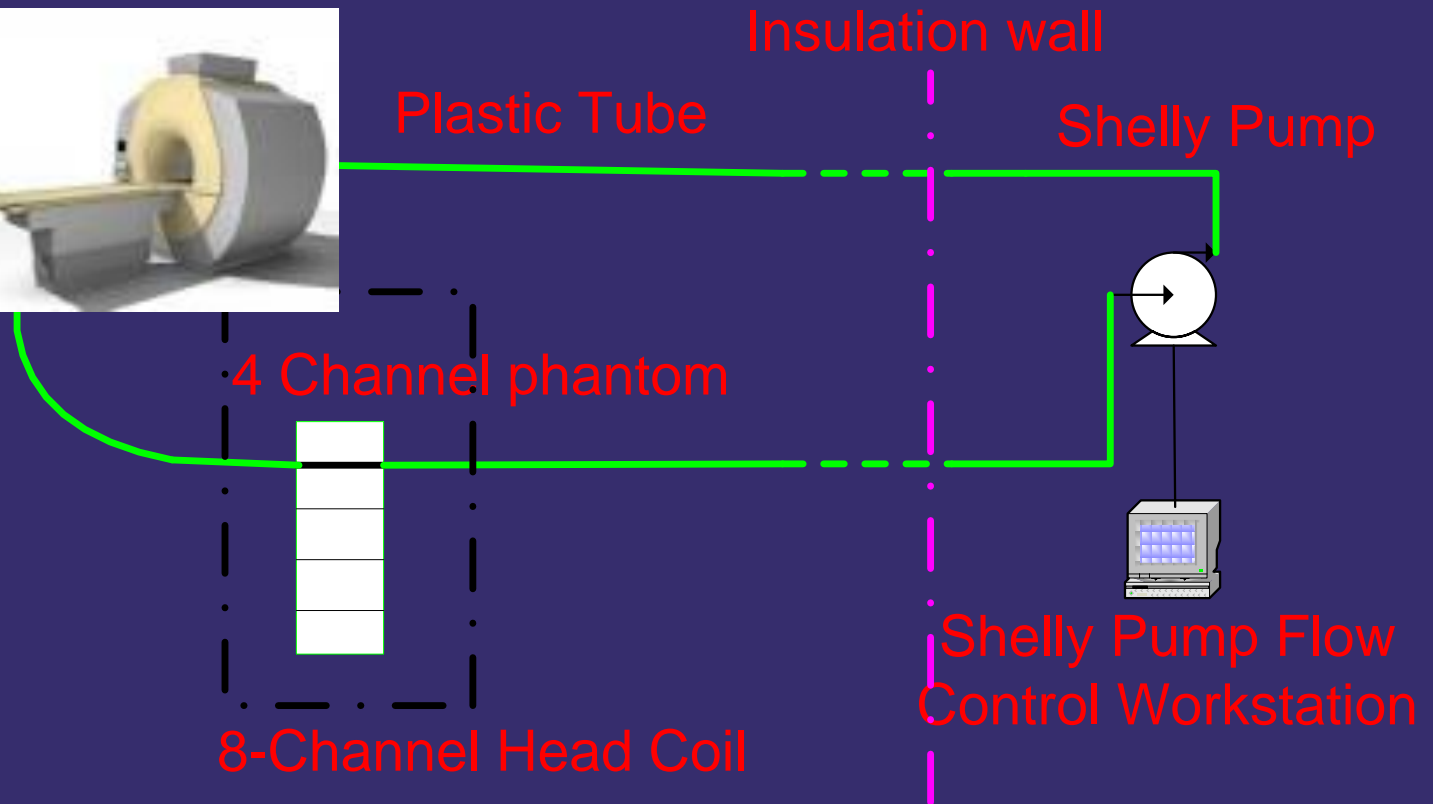 Insulation wall
Plastic Tube
Shelly Pump
4 Channel phantom
Shelly Pump Flow
Control Workstation
8-Channel Head Coil